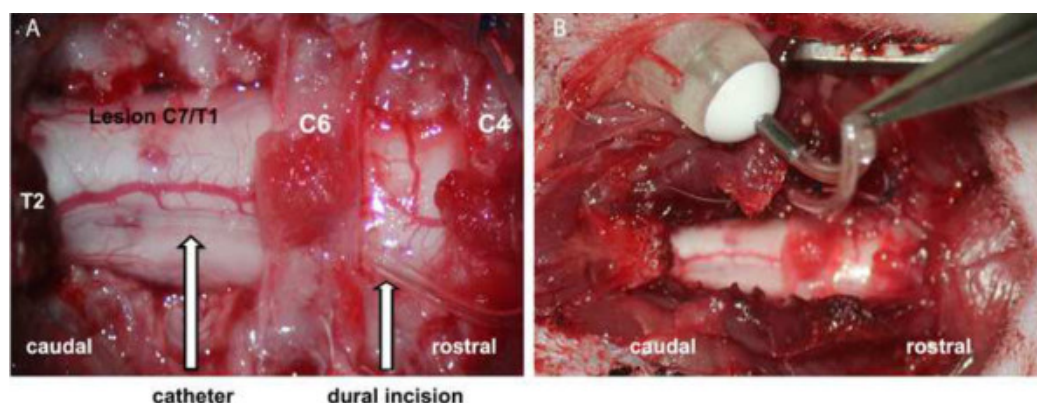 A
Lesion C7/T1
C6
C4
T2
caudal
rostral
catheter
dural incision
B
caudal
rostral